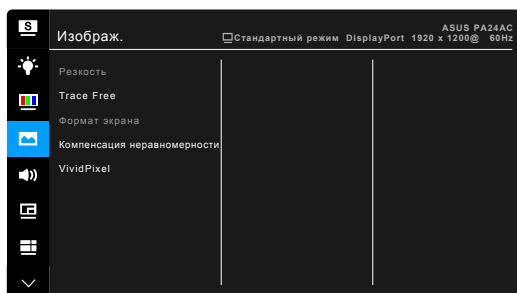 S
ASUS PA24AC
Изображ.
Стандартный режим DisplayPort 1920 x 1200@ 60Hz
Резкость
Trace Free
Формат экрана
Компенсация неравномерности
VividPixel